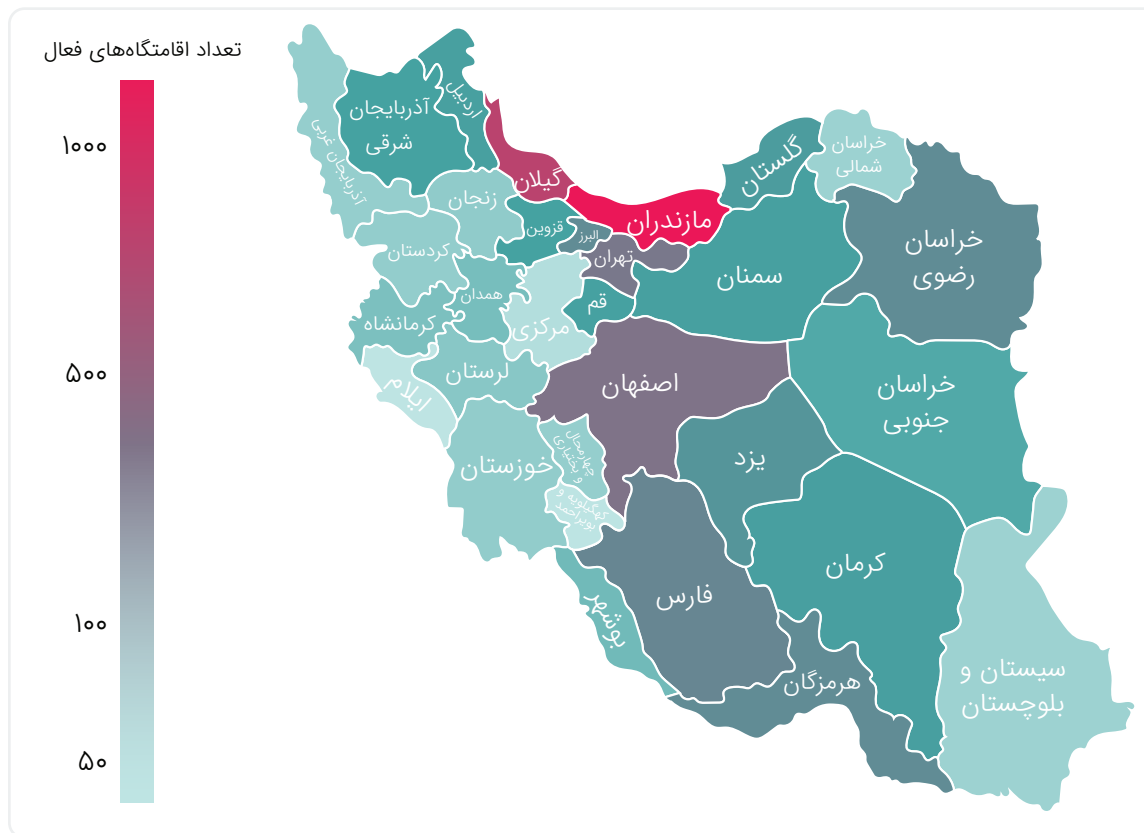 تعداد اقامتگاه‌های فعال
۱۰۰۰
۵۰۰
۱۰۰
۵۰
آذربایجان
شرقی
اردبیل
آذربایجان غربی
گیلان
زنجان
مازندران
گلستان
خراسان
شمالی
خراسان
رضوی
قزوین
البرز
تهران
سمنان
کردستان
همدان
مرکزی
قم
کرمانشاه
لرستان
ایلام
اصفهان
خراسان
جنوبی
یزد
خوزستان
چهارمحال
و بختیاری
کهگیلویه و
بویراحمد
کرمان
فارس
بوشهر
هرمزگان
سیستان و
بلوچستان